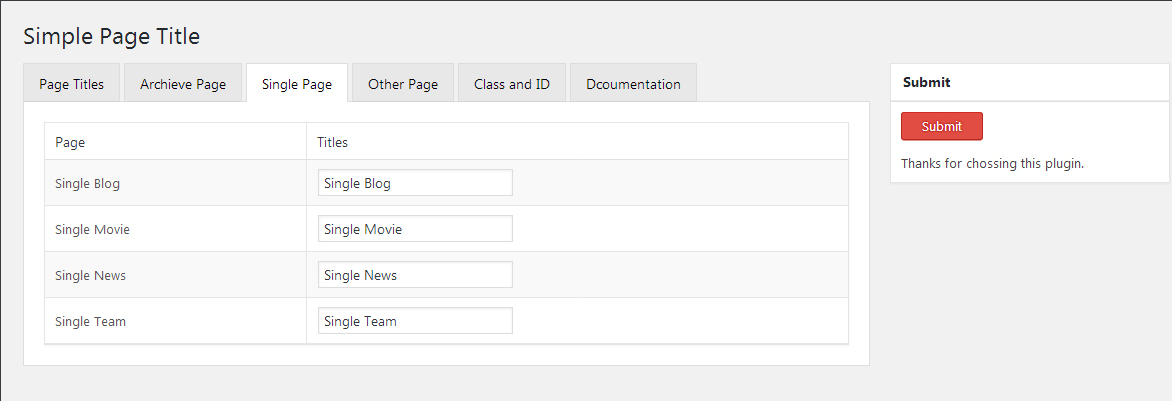 Simple Page Title
Page Titles Archieve Page Single Page Other Page Class and ID Dcoumentation
Page Titles
Single Blog Single Blog
Single Movie Single Movie
Single News Single News
Single Team Single Team
Submit
Submit
Thanks for chossing this plugin.